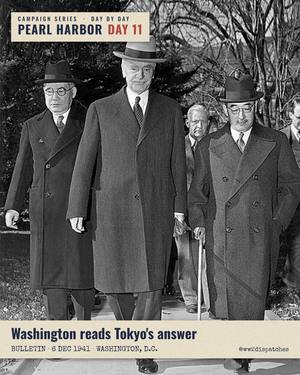 CAMPAIGN SERIES · DAY BY DAY
PEARL HARBOR DAY 11
Washington reads Tokyo's answer
BULLETIN · 6 DEC 1941 · WASHINGTON, D.C.
@ww2dispatches